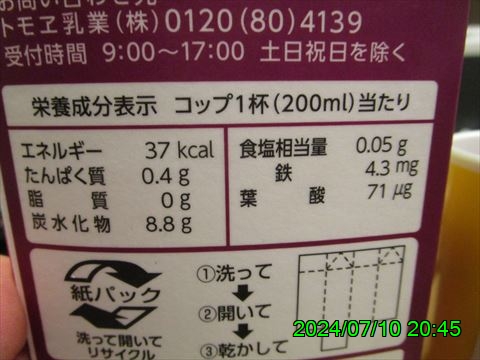 トモヱ乳業(株) 0120(80)4139
受付時間 9:00〜17:00 土日祝日を除く
栄養成分表示 コップ1杯(200ml)当たり
エネルギー 37 kcal
たんぱく質 0.4 g
脂質 0 g
炭水化物 8.8 g
食塩相当量 0.05 g
鉄 4.3 mg
葉酸 71 μg
紙パック
洗って開いて
リサイクル
①洗って
②開いて
③乾かして
2024/07/10 20:45